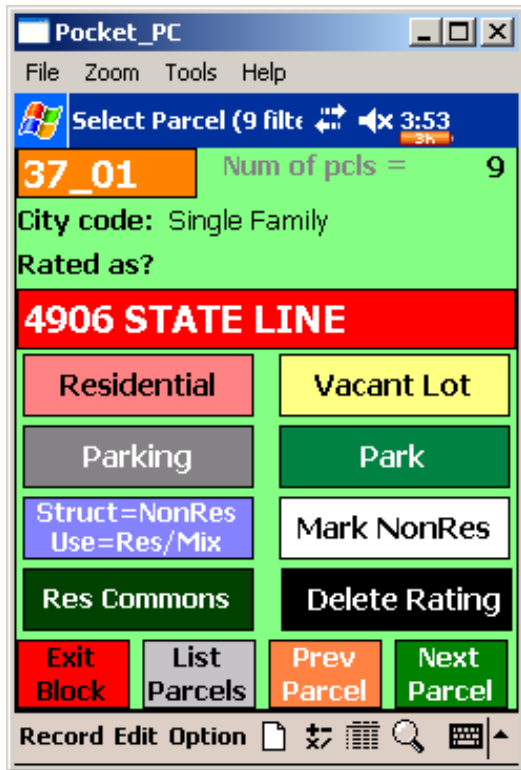 Pocket_PC
File Zoom Tools Help
Select Parcel (9 filte 3:53
3h
37_01 Num of pcls = 9
City code: Single Family
Rated as?
4906 STATE LINE
Residential Vacant Lot
Parking Park
Struct=NonRes
Use=Res/Mix
Mark NonRes
Res Commons Delete Rating
Exit Block
List Parcels
Prev Parcel
Next Parcel
Record Edit Option